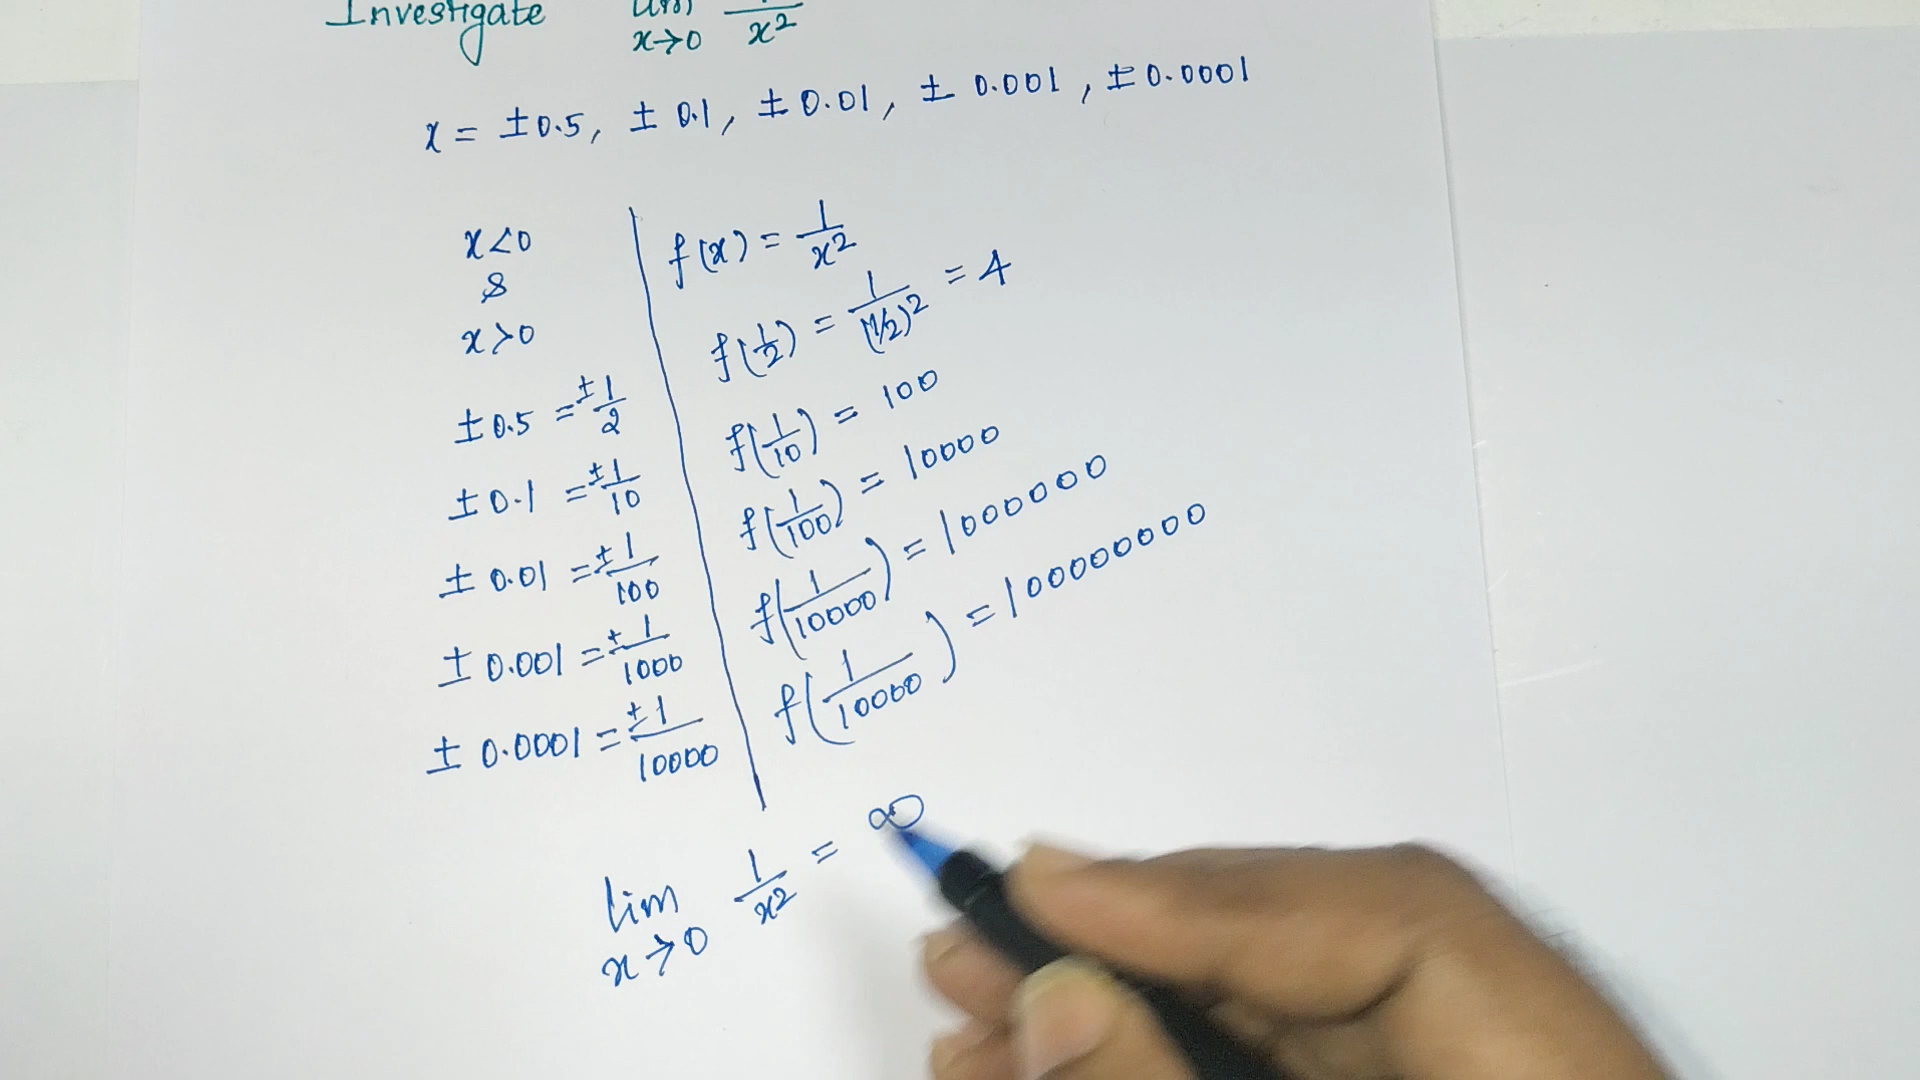 Investigate lim x→0 1/x²
x = ±0.5, ±0.1, ±0.01, ±0.001, ±0.0001
x<0
&
x>0
±0.5 = ±1/2
±0.1 = ±1/10
±0.01 = ±1/100
±0.001 = ±1/1000
±0.0001 = ±1/10000
f(x) = 1/x²
f(1/2) = 1/(1/2)² = 4
f(1/10) = 100
f(1/100) = 10000
f(1/10000) = 1000000
f(1/10000) = 100000000
lim x→0 1/x² = ∞